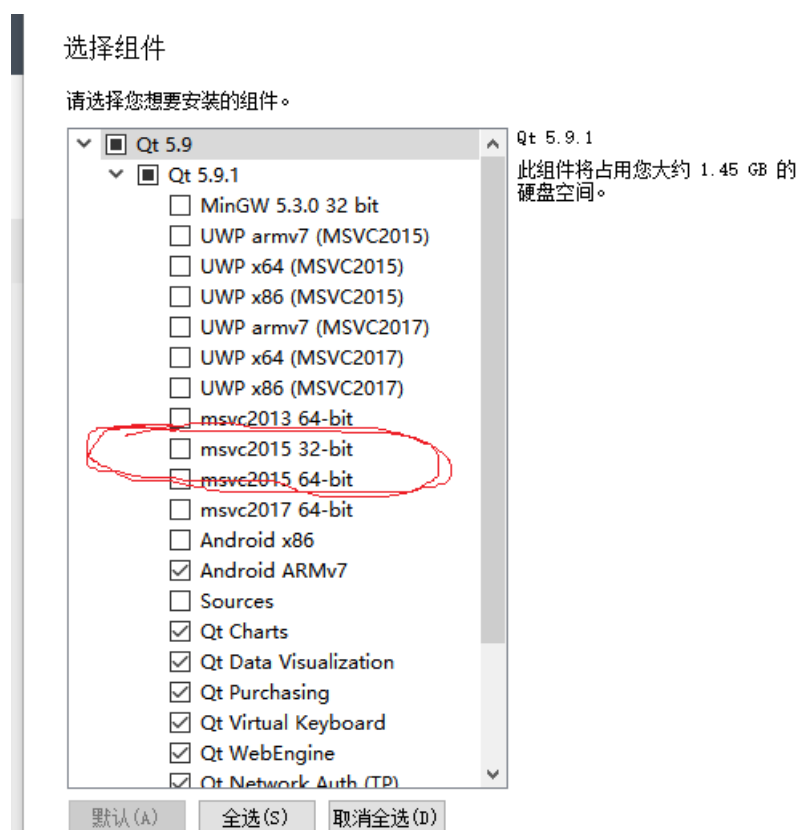 选择组件
请选择您想要安装的组件。
Qt 5.9
Qt 5.9.1
MinGW 5.3.0 32 bit
UWP armv7 (MSVC2015)
UWP x64 (MSVC2015)
UWP x86 (MSVC2015)
UWP armv7 (MSVC2017)
UWP x64 (MSVC2017)
UWP x86 (MSVC2017)
msvc2013 64-bit
msvc2015 32-bit
msvc2015 64-bit
msvc2017 64-bit
Android x86
Android ARMv7
Sources
Qt Charts
Qt Data Visualization
Qt Purchasing
Qt Virtual Keyboard
Qt WebEngine
Qt Network Auth (TP)
Qt 5.9.1
此组件将占用您大约 1.45 GB 的
硬盘空间。
默认(A)
全选(S)
取消全选(D)